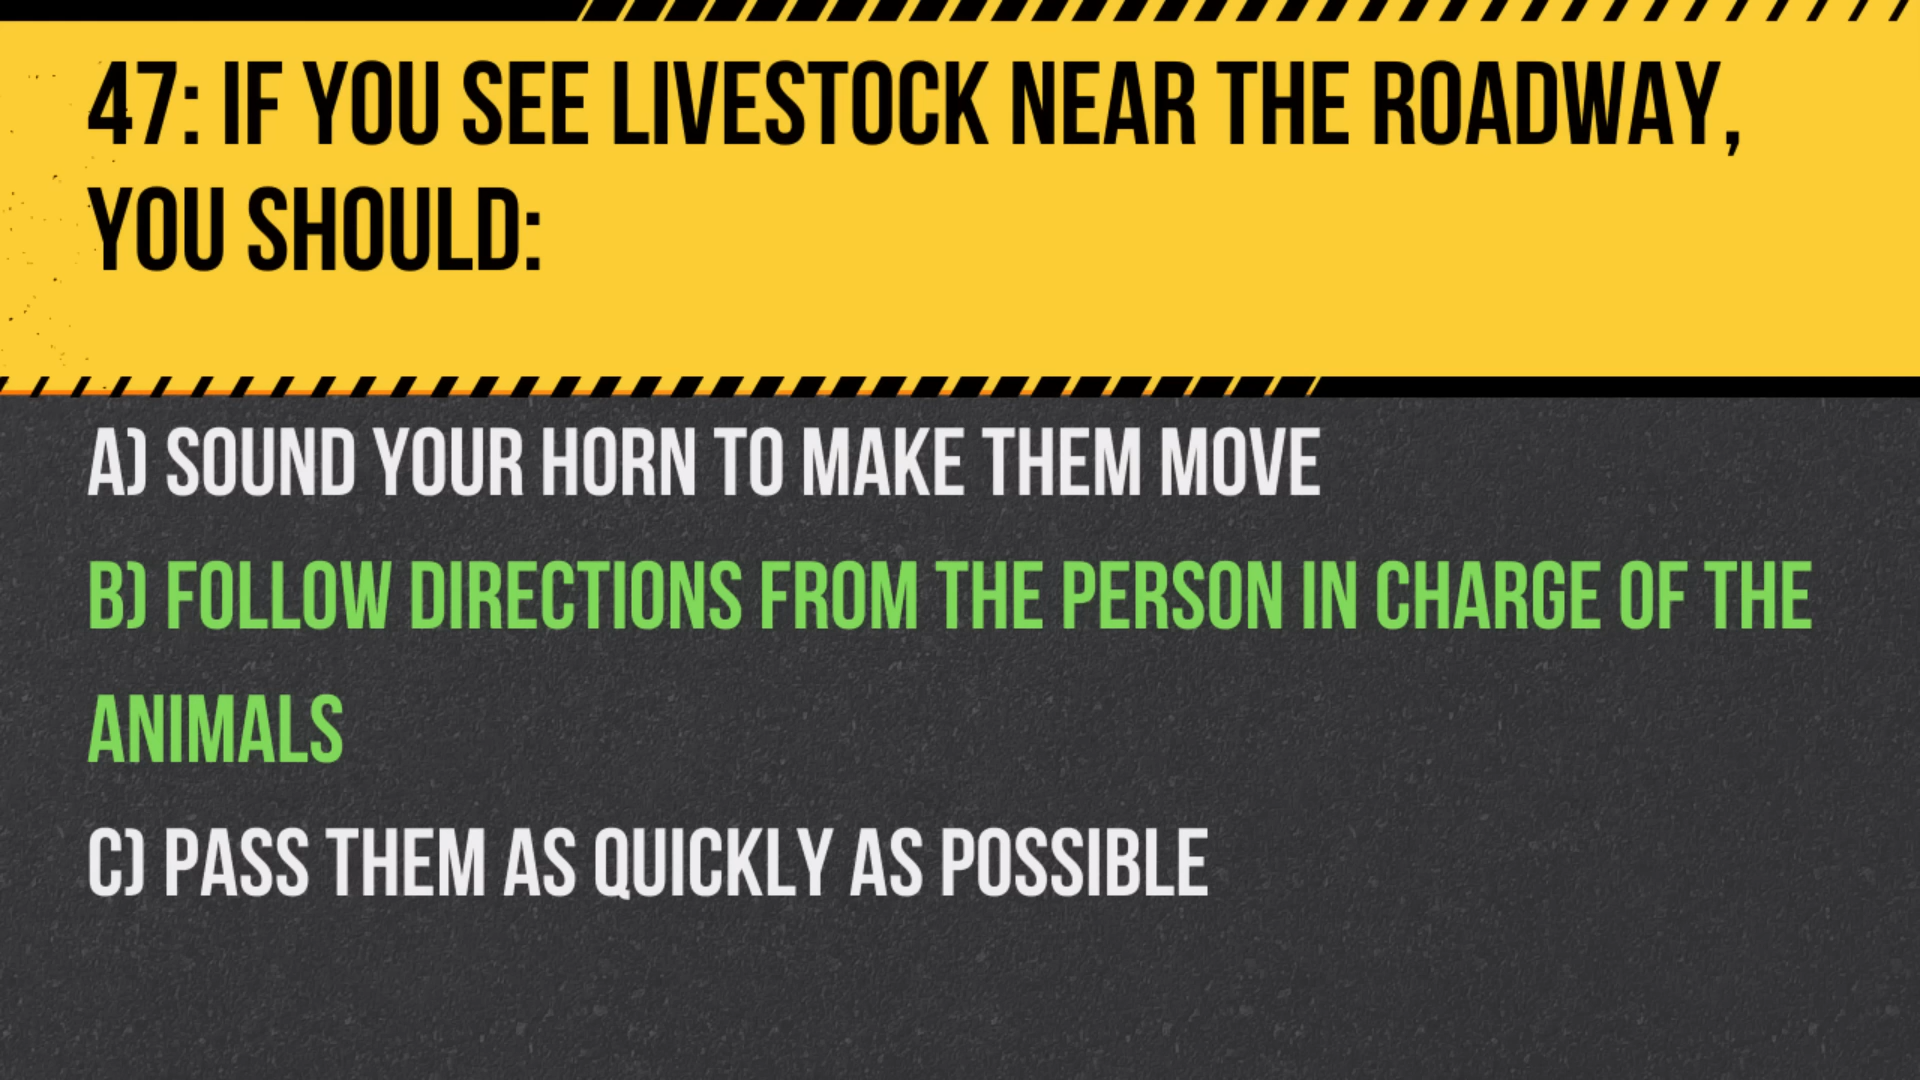 47: IF YOU SEE LIVESTOCK NEAR THE ROADWAY,
YOU SHOULD:
A) SOUND YOUR HORN TO MAKE THEM MOVE
B) FOLLOW DIRECTIONS FROM THE PERSON IN CHARGE OF THE
ANIMALS
C) PASS THEM AS QUICKLY AS POSSIBLE